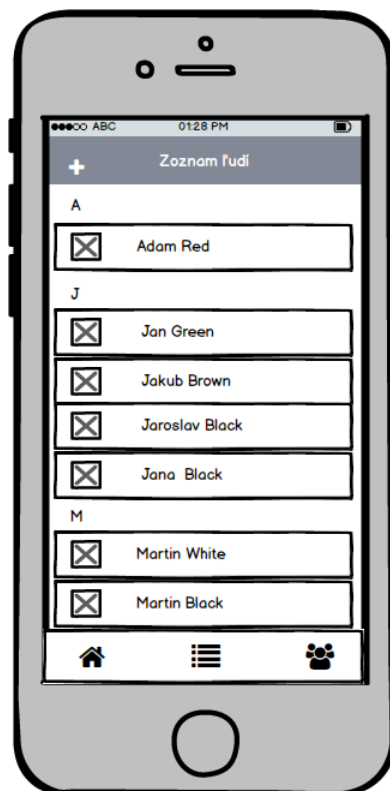 ABC 01:28 PM
Zoznam ľudí
A
Adam Red
J
Jan Green
Jakub Brown
Jaroslav Black
Jana Black
M
Martin White
Martin Black